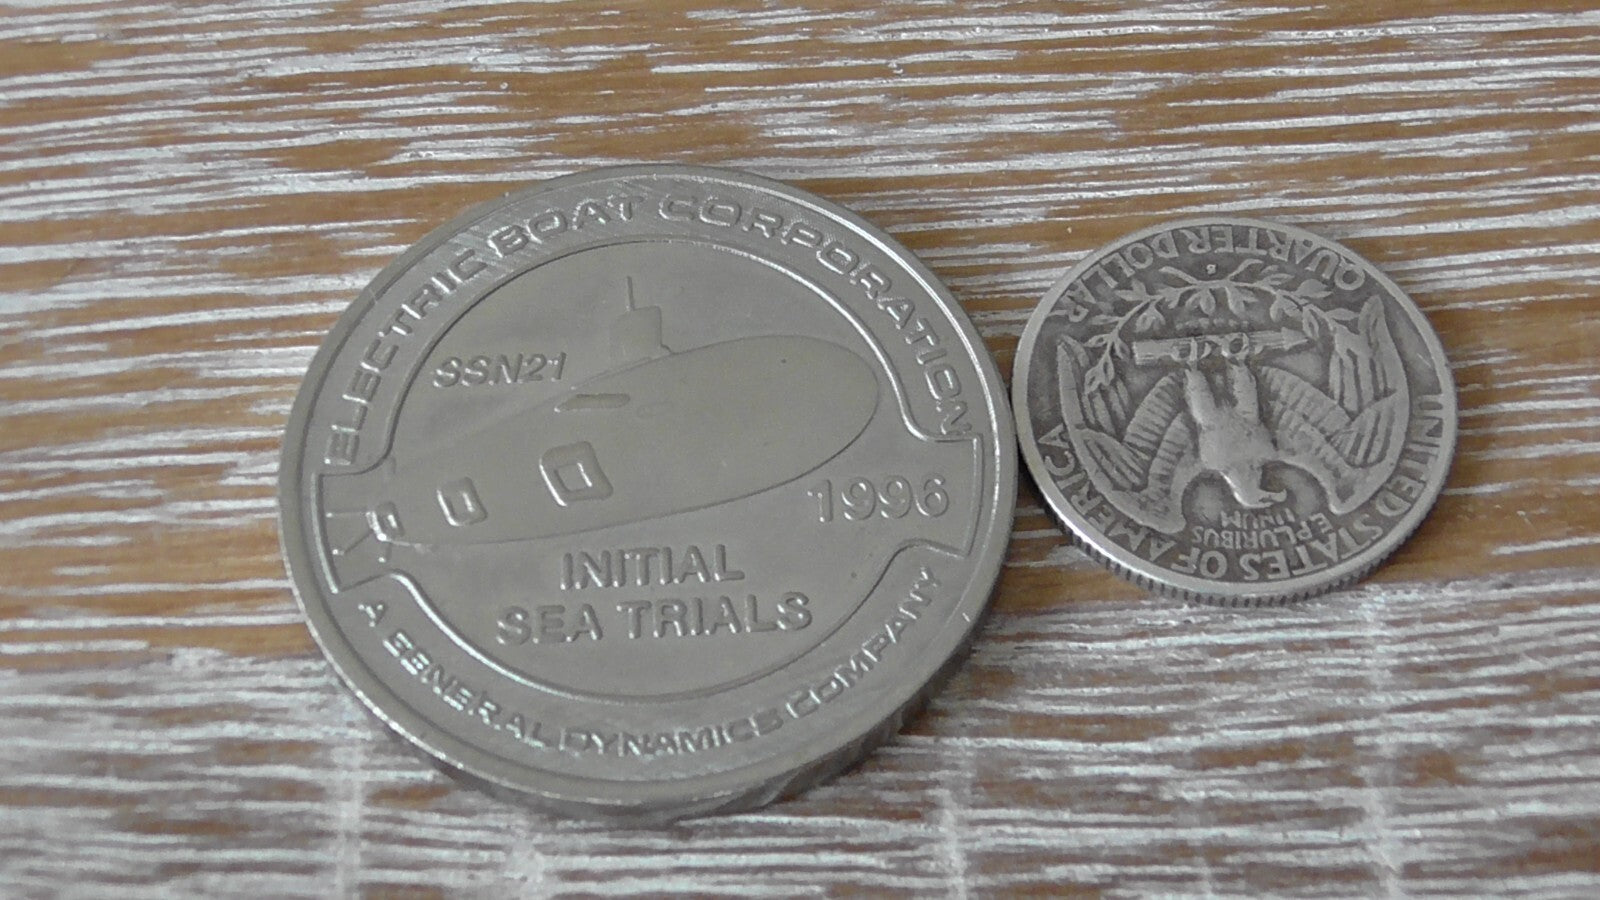 ELECTRIC BOAT CORPORATION
SSN21
1996
INITIAL
SEA TRIALS
A GENERAL DYNAMICS COMPANY
UNITED STATES OF AMERICA
E
PLURIBUS
UNUM
QUARTER DOLLAR
S